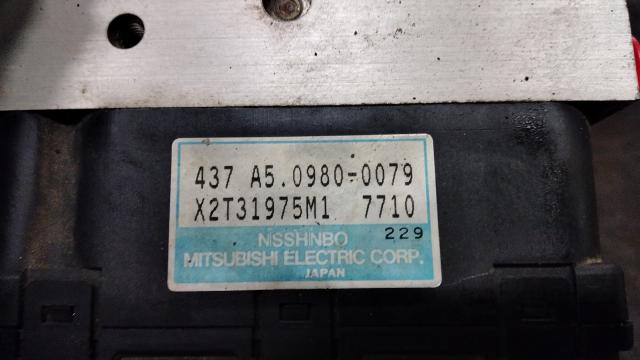 437 A5.0980-0079
X2T31975M1 7710
229
NISSHINBO
MITSUBISHI ELECTRIC CORP.
JAPAN